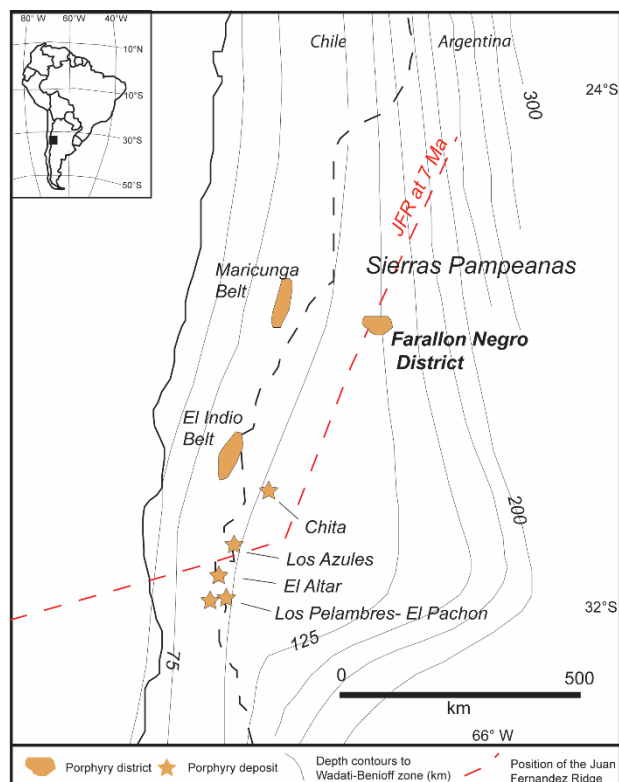 80° W 60° W 40° W
10°N
10°S
30°S
50°S
Chile
Argentina
24°S
300
JFR at 7 Ma
Sierras Pampeanas
Maricunga
Belt
Farallon Negro
District
El Indio
Belt
200
Chita
Los Azules
El Altar
32°S
Los Pelambres- El Pachon
125
75
0
500
km
66° W
Porphyry district
Porphyry deposit
Depth contours to
Wadati-Benioff zone (km)
Position of the Juan
Fernandez Ridge